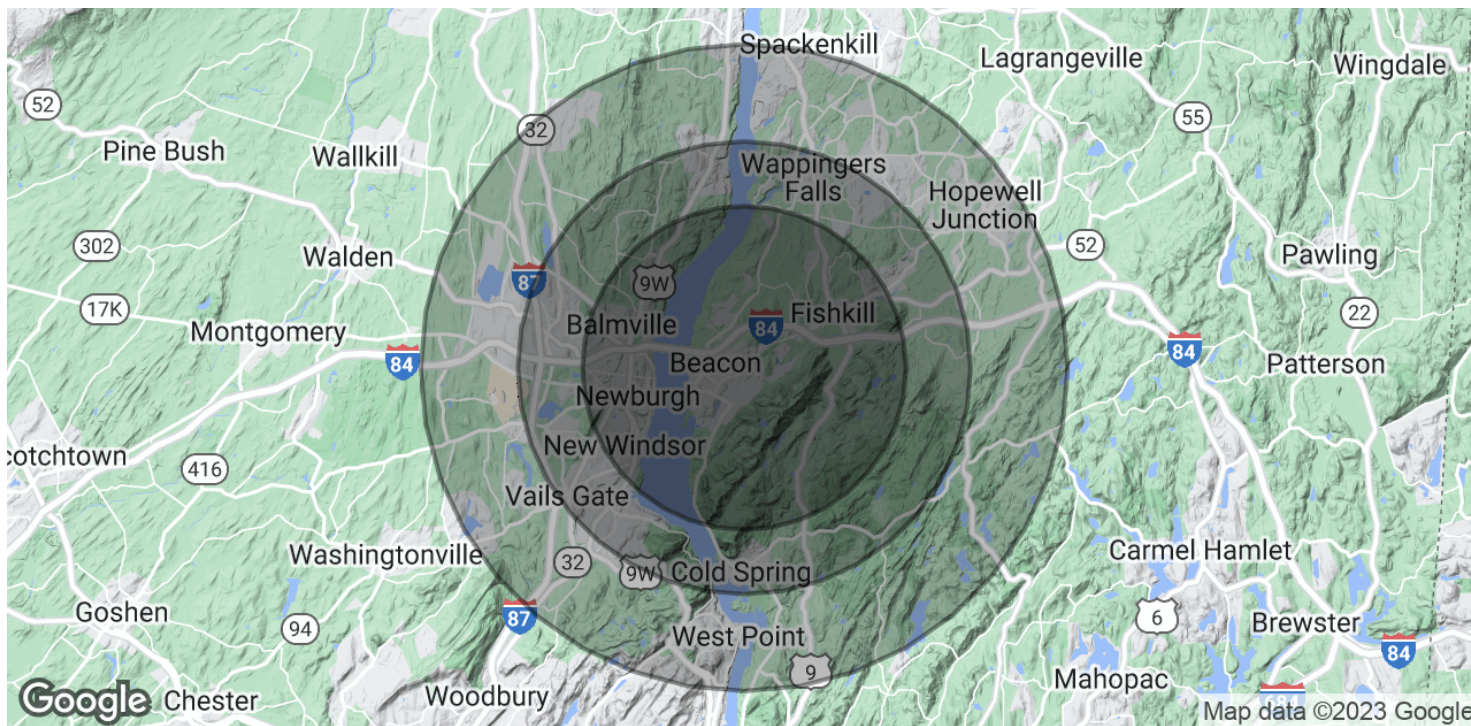 Spackenkill
Lagrangeville
Wingdale
52
55
32
Pine Bush
Wallkill
Wappingers
Falls
Hopewell
Junction
302
Walden
52
Pawling
87
9W
17K
Montgomery
Balmville
84
Fishkill
22
84
Beacon
84
Patterson
Newburgh
New Windsor
cotchtown
416
Vails Gate
Washingtonville
32
9W
Cold Spring
Carmel Hamlet
Goshen
94
87
West Point
6
Brewster
84
9
Mahopac
Google
Chester
Woodbury
Map data ©2023 Google